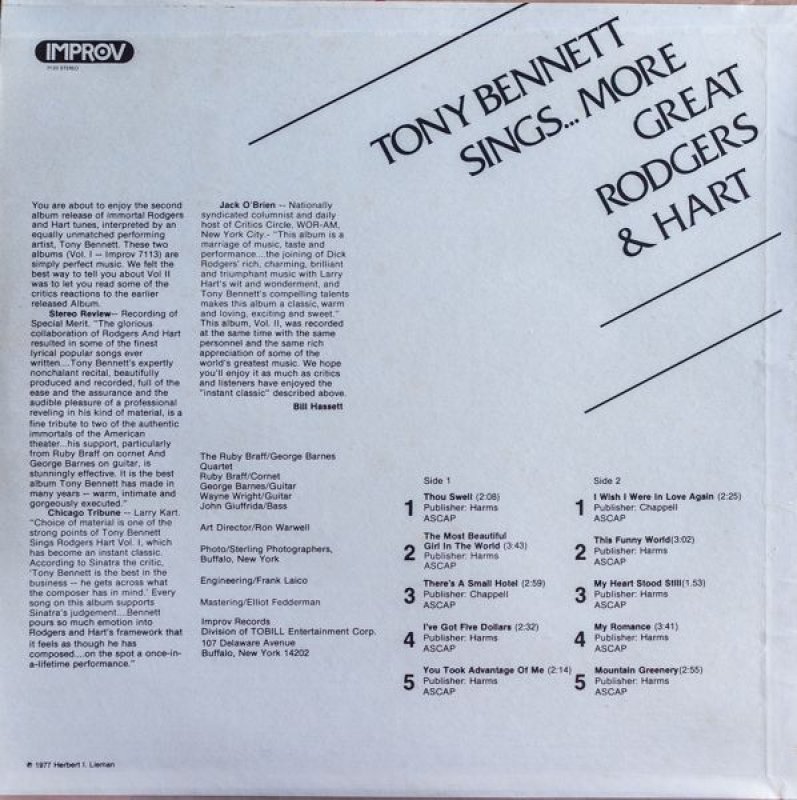 IMPROV
7120 STEREO
TONY BENNETT
SINGS... MORE
GREAT
RODGERS
& HART
You are about to enjoy the second
album release of immortal Rodgers
and Hart tunes, interpreted by an
equally unmatched performing
artist, Tony Bennett. These two
albums (Vol. I -- Improv 7113) are
simply perfect music. We felt the
best way to tell you about Vol II
was to let you read some of the
critics reactions to the earlier
released Album.
Stereo Review-- Recording of
Special Merit. "The glorious
collaboration of Rodgers And Hart
resulted in some of the finest
lyrical popular songs ever
written....Tony Bennett's expertly
nonchalant recital, beautifully
produced and recorded, full of the
ease and the assurance and the
audible pleasure of a professional
reveling in his kind of material, is a
fine tribute to two of the authentic
immortals of the American
theater...his support, particularly
from Ruby Braff on cornet And
George Barnes on guitar, is
stunningly effective. It is the best
album Tony Bennett has made in
many years -- warm, intimate and
gorgeously executed."
Chicago Tribune -- Larry Kart.
"Choice of material is one of the
strong points of Tony Bennett
Sings Rodgers Hart Vol. I, which
has become an instant classic.
According to Sinatra the critic,
'Tony Bennett is the best in the
business -- he gets across what
the composer has in mind.' Every
song on this album supports
Sinatra's judgement....Bennett
pours so much emotion into
Rodgers and Hart's framework that
it feels as though he has
composed....on the spot a once-in-
a-lifetime performance."
Jack O'Brien -- Nationally
syndicated columnist and daily
host of Critics Circle, WOR-AM,
New York City.- "This album is a
marriage of music, taste and
performance...the joining of Dick
Rodgers' rich, charming, brilliant
and triumphant music with Larry
Hart's wit and wonderment, and
Tony Bennett's compelling talents
makes this album a classic, warm
and loving, exciting and sweet."
This album, Vol. II, was recorded
at the same time with the same
personnel and the same rich
appreciation of some of the
world's greatest music. We hope
you'll enjoy it as much as critics
and listeners have enjoyed the
"instant classic" described above.
Bill Hassett
The Ruby Braff/George Barnes
Quartet
Ruby Braff/Cornet
George Barnes/Guitar
Wayne Wright/Guitar
John Giuffrida/Bass
Art Director/Ron Warwell
Photo/Sterling Photographers,
Buffalo, New York
Engineering/Frank Laico
Mastering/Elliot Fedderman
Improv Records
Division of TOBILL Entertainment Corp.
107 Delaware Avenue
Buffalo, New York 14202
Side 1
1 Thou Swell (2:08)
Publisher: Harms
ASCAP
2 The Most Beautiful
Girl In The World (3:43)
Publisher: Harms
ASCAP
3 There's A Small Hotel (2:59)
Publisher: Chappell
ASCAP
4 I've Got Five Dollars (2:32)
Publisher: Harms
ASCAP
5 You Took Advantage Of Me (2:14)
Publisher: Harms
ASCAP
Side 2
1 I Wish I Were In Love Again (2:25)
Publisher: Chappell
ASCAP
2 This Funny World(3:02)
Publisher: Harms
ASCAP
3 My Heart Stood Still(1.53)
Publisher: Harms
ASCAP
4 My Romance (3:41)
Publisher: Harms
ASCAP
5 Mountain Greenery(2:55)
Publisher: Harms
ASCAP
℗ 1977 Herbert I. Lieman